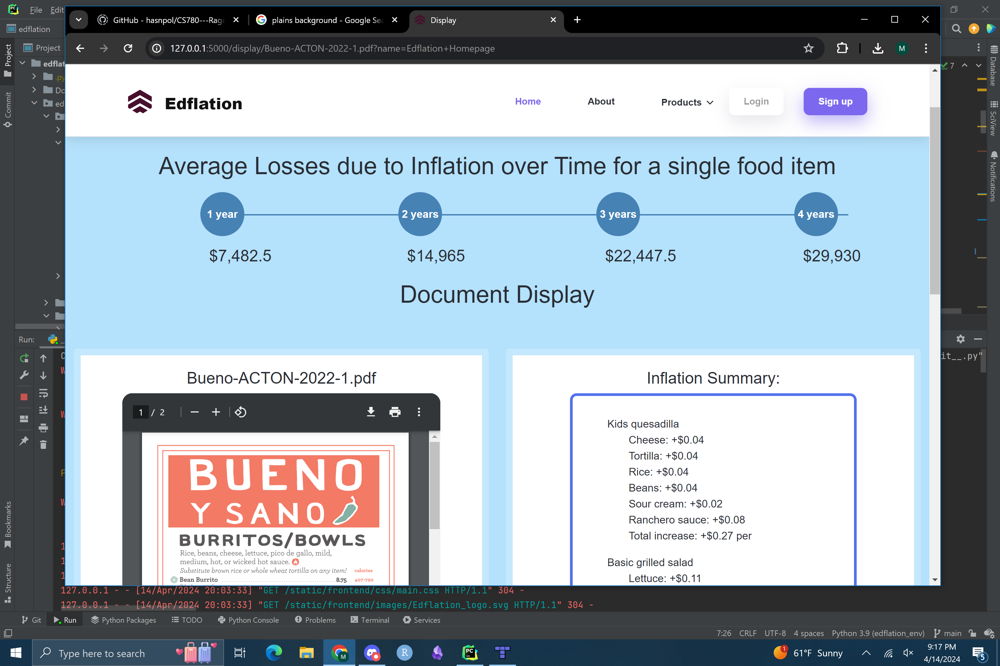 File Edit
GitHub - hasnpol/CS780---Rage
plains background - Google Sea
Display
edflation
127.0.0.1:5000/display/Bueno-ACTON-2022-1.pdf?name=Edflation+Homepage
M
Project
Project
Commit
Bookmarks
Structure
edflat
.py
Do
ed
7
Database
SciView
Notifications
Edflation
Home
About
Products
Login
Sign up
Average Losses due to Inflation over Time for a single food item
1 year
2 years
3 years
4 years
$7,482.5
$14,965
$22,447.5
$29,930
Document Display
Run:
it__.py"
Bueno-ACTON-2022-1.pdf
1 / 2
BUENO
Y SANO
BURRITOS/BOWLS
Rice, beans, cheese, lettuce, pico de gallo, mild,
medium, hot, or wicked hot sauce.
Substitute brown rice or whole wheat tortilla on any item! calories
V Bean Burrito 8.75 407-720
Inflation Summary:
Kids quesadilla
Cheese: +$0.04
Tortilla: +$0.04
Rice: +$0.04
Beans: +$0.04
Sour cream: +$0.02
Ranchero sauce: +$0.08
Total increase: +$0.27 per
Basic grilled salad
Lettuce: +$0.11
127.0.0.1 - - [14/Apr/2024 20:03:33] "GET /static/frontend/css/main.css HTTP/1.1" 304 -
127.0.0.1 - - [14/Apr/2024 20:03:33] "GET /static/frontend/images/Edflation_logo.svg HTTP/1.1" 304 -
Git
Run
Python Packages
TODO
Python Console
Problems
Terminal
Services
7:26 CRLF UTF-8 4 spaces Python 3.9 (edflation_env) main
Type here to search
61°F Sunny
9:17 PM
4/14/2024
5